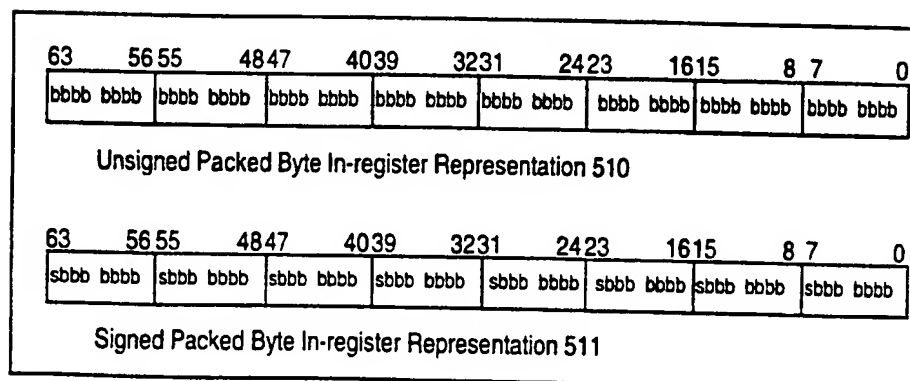 63 56 55 48 47 40 39 32 31 24 23 16 15 8 7 0
bbbb bbbb bbbb bbbb bbbb bbbb bbbb bbbb bbbb bbbb bbbb bbbb bbbb bbbb bbbb bbbb
Unsigned Packed Byte In-register Representation 510
63 56 55 48 47 40 39 32 31 24 23 16 15 8 7 0
sbbb bbbb sbbb bbbb sbbb bbbb sbbb bbbb sbbb bbbb sbbb bbbb sbbb bbbb sbbb bbbb
Signed Packed Byte In-register Representation 511